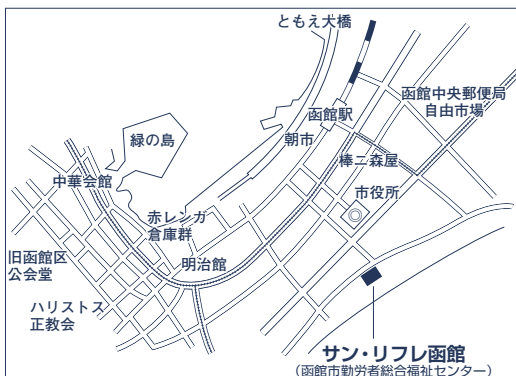 ともえ大橋
函館駅
函館中央郵便局
自由市場
朝市
緑の島
棒二森屋
中華会館
市役所
赤レンガ
倉庫群
明治館
旧函館区
公会堂
ハリストス
正教会
サン・リフレ函館
(函館市勤労者総合福祉センター)